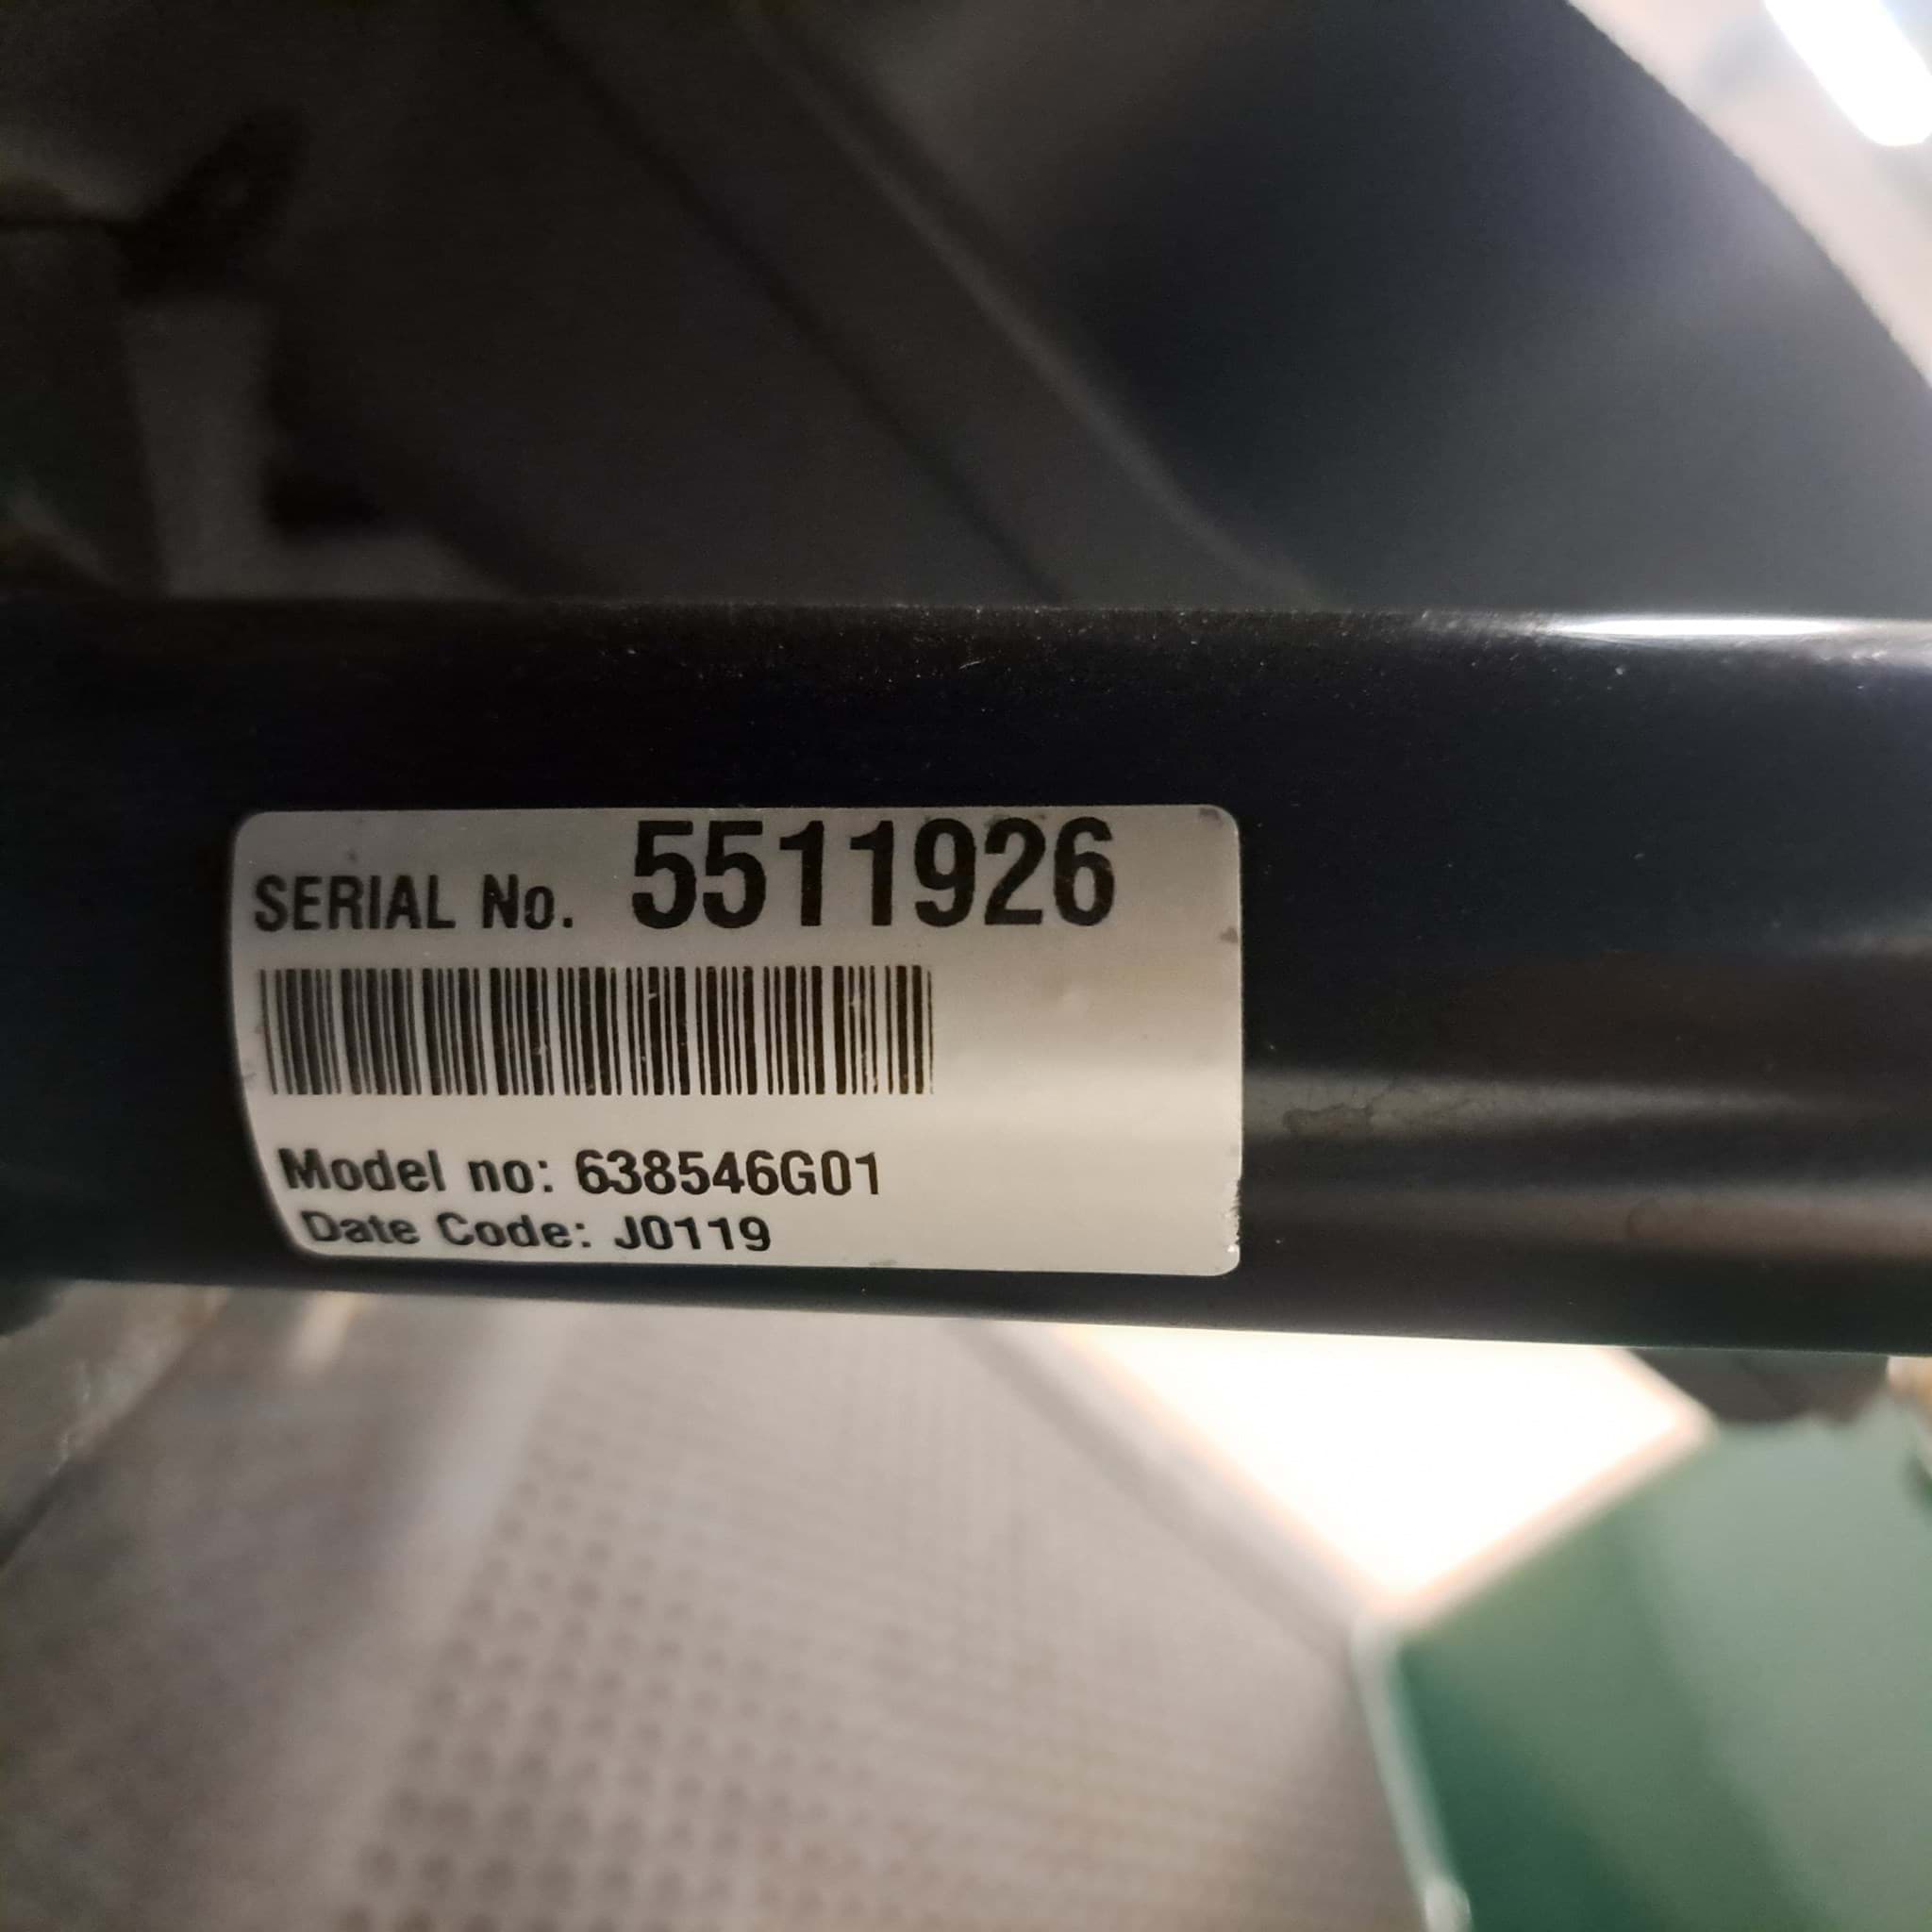 SERIAL No. 5511926
Model no: 638546G01
Date Code: J0119